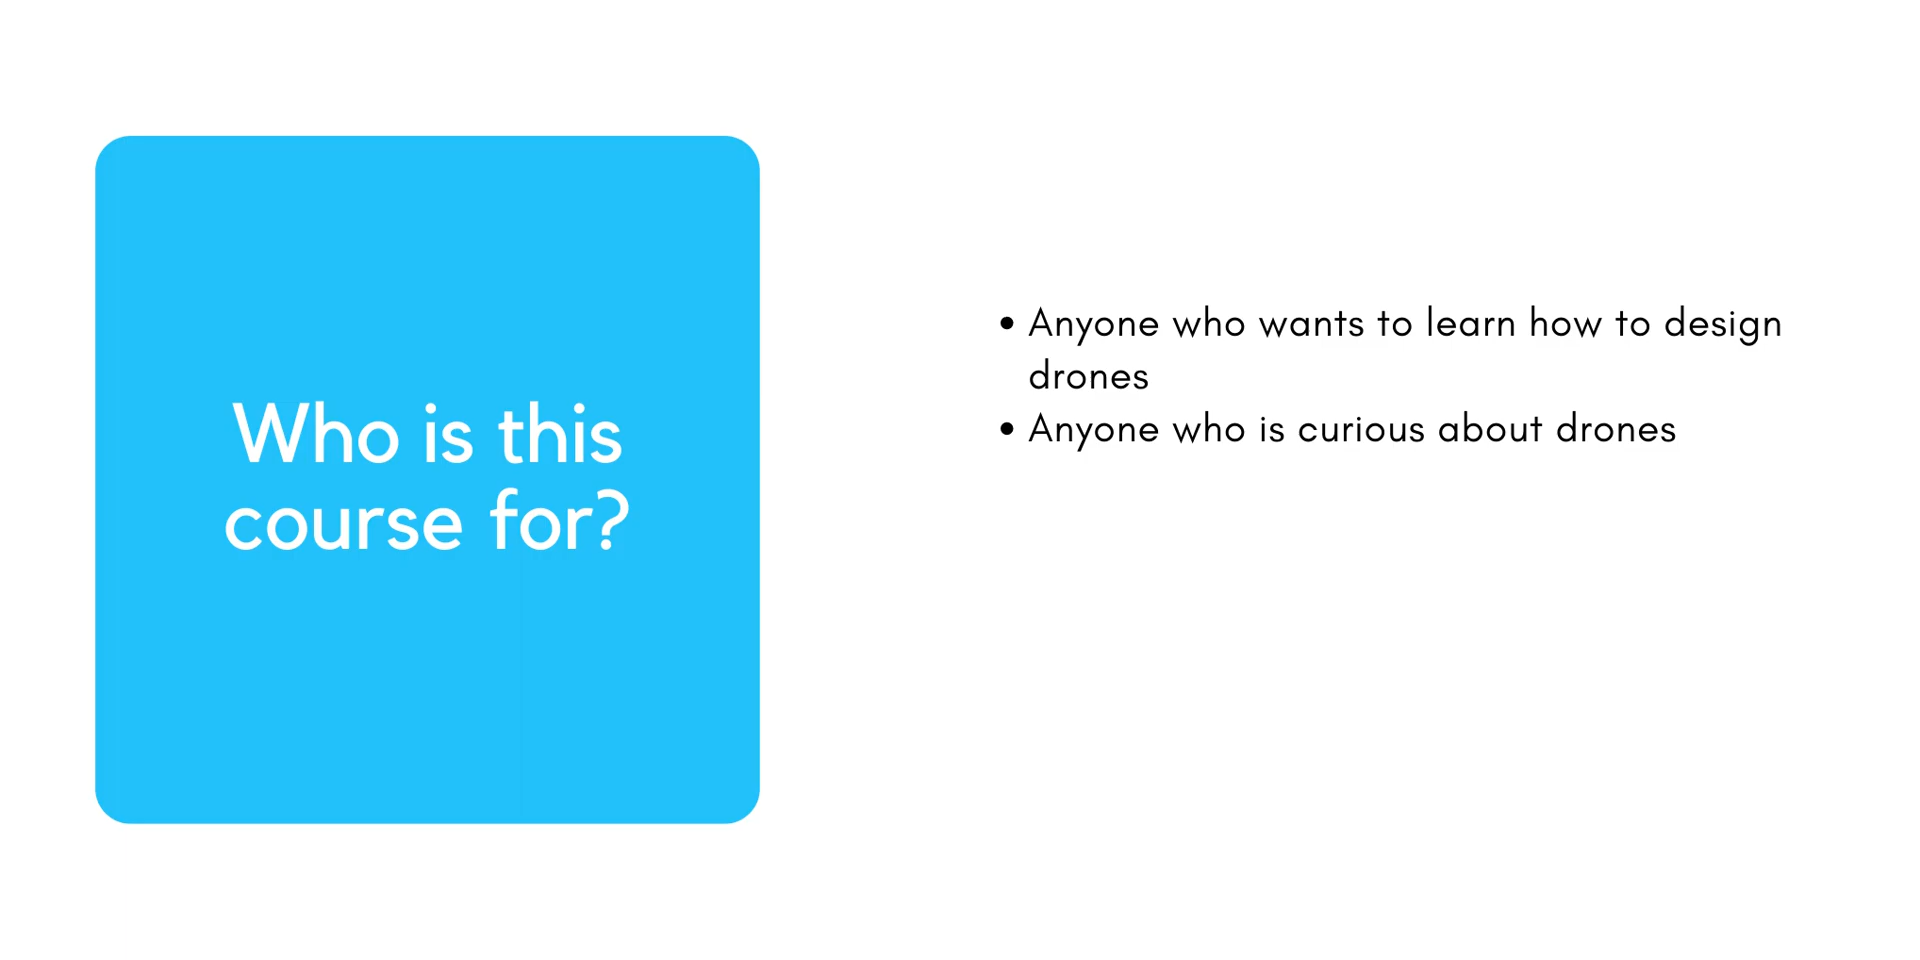 Who is this
course for?
• Anyone who wants to learn how to design
drones
• Anyone who is curious about drones